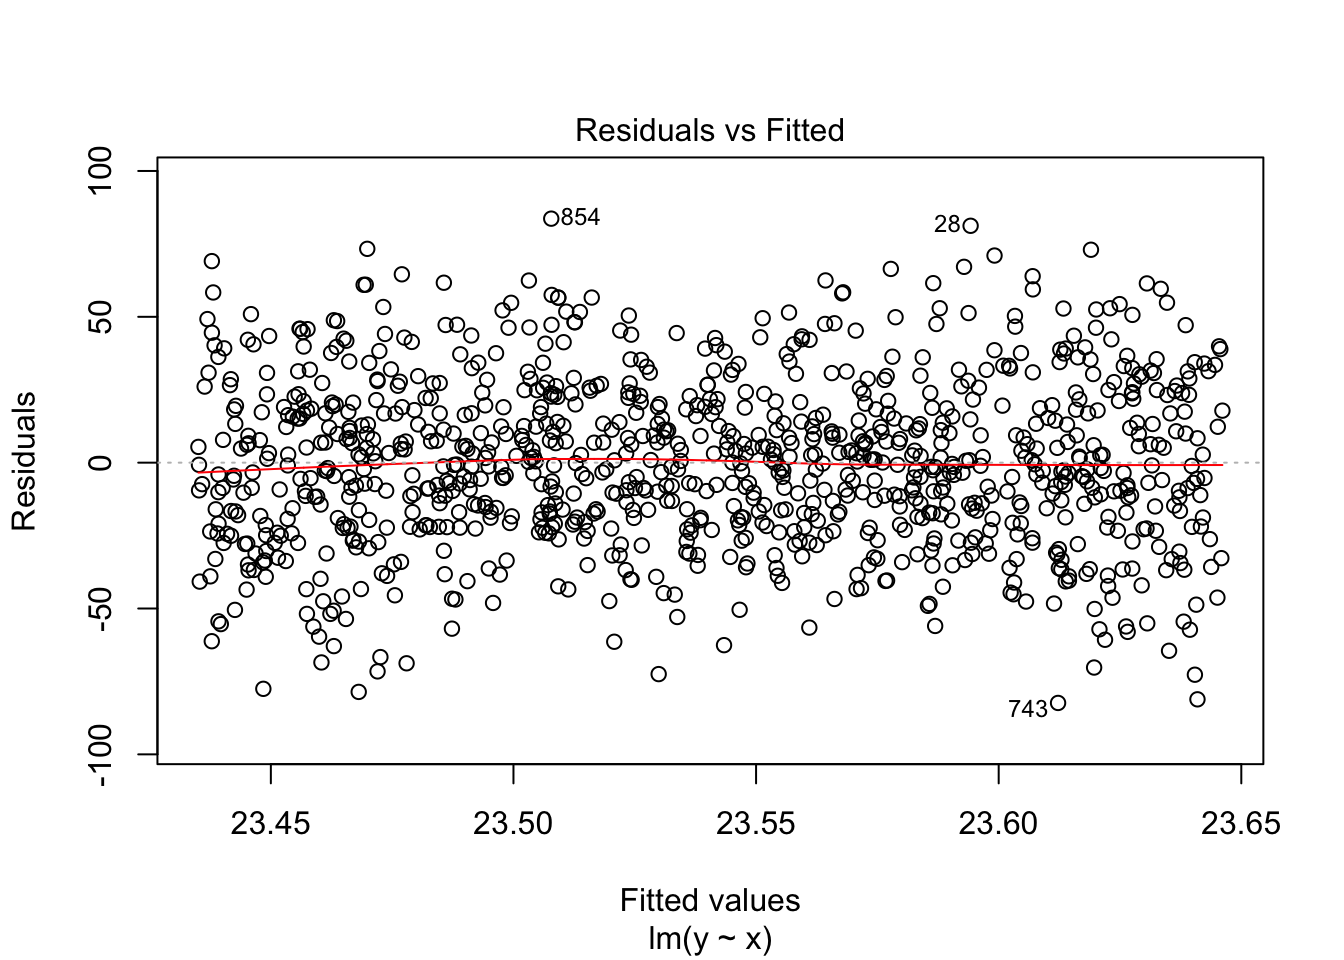 Residuals vs Fitted
100
50
0
-50
-100
Residuals
854
28
743
23.45 23.50 23.55 23.60 23.65
Fitted values
lm(y ~ x)